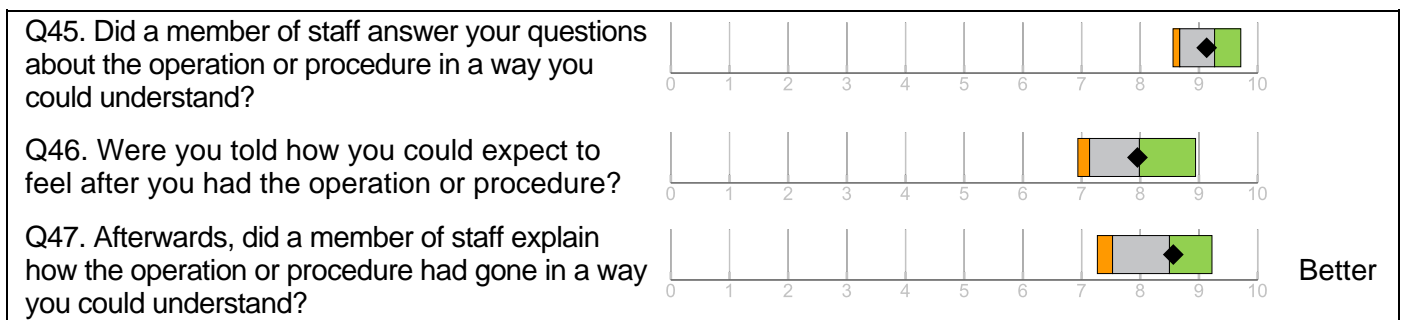 Q45. Did a member of staff answer your questions
about the operation or procedure in a way you
could understand?
0 1 2 3 4 5 6 7 8 9 10
Q46. Were you told how you could expect to
feel after you had the operation or procedure?
0 1 2 3 4 5 6 7 8 9 10
Q47. Afterwards, did a member of staff explain
how the operation or procedure had gone in a way
you could understand?
0 1 2 3 4 5 6 7 8 9 10
Better